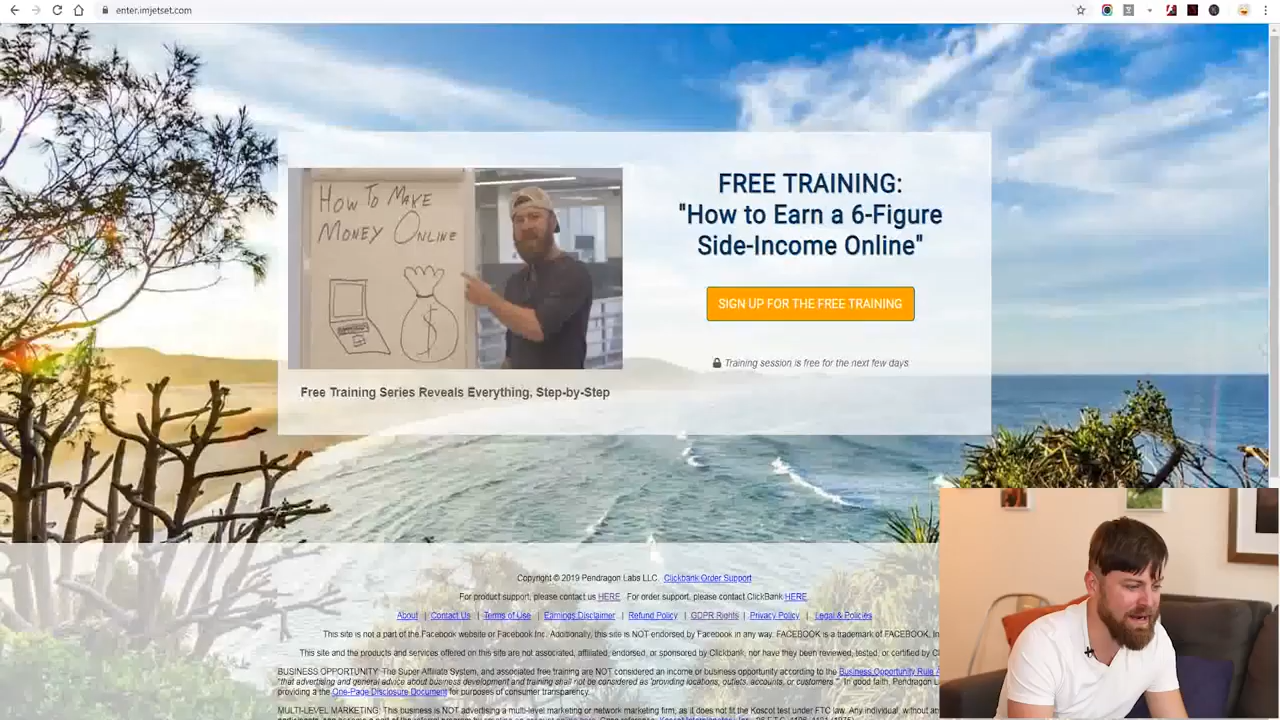 enter.imjetset.com
HOW TO MAKE
MONEY ONLINE
$
Free Training Series Reveals Everything, Step-by-Step
FREE TRAINING:
"How to Earn a 6-Figure
Side-Income Online"
SIGN UP FOR THE FREE TRAINING
Training session is free for the next few days
Copyright © 2019 Pendragon Labs LLC. Clickbank Order Support
For product support, please contact us HERE. For order support, please contact ClickBank HERE.
About | Contact Us | Terms of Use | Earnings Disclaimer | Refund Policy | GDPR Rights | Privacy Policy | Legal & Policies
This site is not a part of the Facebook website or Facebook Inc. Additionally, this site is NOT endorsed by Facebook in any way. FACEBOOK is a trademark of FACEBOOK, In
This site and the products and services offered on this site are not associated, affiliated, endorsed, or sponsored by Clickbank, nor have they been reviewed, tested, or certified by Cl
BUSINESS OPPORTUNITY: The Super Affiliate System, and associated free training are NOT considered an income or business opportunity according to the Business Opportunity Rule A
"that advertising and general advice about business development and training shall not be considered as 'providing locations, outlets, accounts, or customers.'". In good faith, Pendragon Lab
providing a the One-Page Disclosure Document for purposes of consumer transparency.
MULTI-LEVEL MARKETING: This business is NOT advertising a multi-level marketing or network marketing firm, as it does not fit the Koscot test under FTC law. Any individual, without any